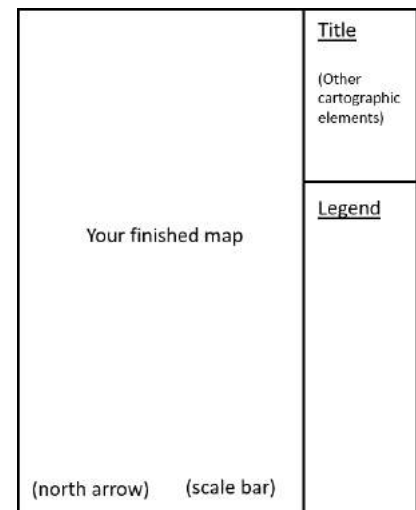 Title
(Other
cartographic
elements)
Legend
Your finished map
(north arrow)
(scale bar)